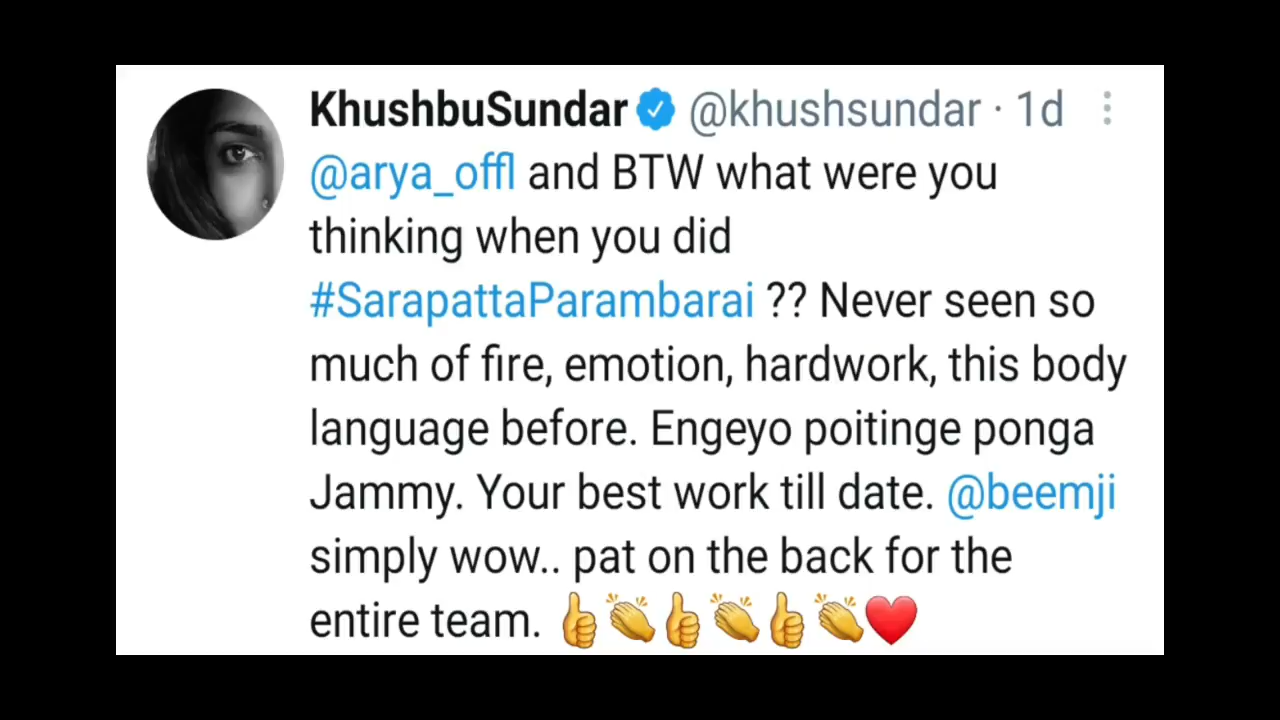 KhushbuSundar @khushsundar · 1d
@arya_offl and BTW what were you
thinking when you did
#SarapattaParambarai ?? Never seen so
much of fire, emotion, hardwork, this body
language before. Engeyo poitinge ponga
Jammy. Your best work till date. @beemji
simply wow.. pat on the back for the
entire team. 👍👏👍👏👍👏❤️